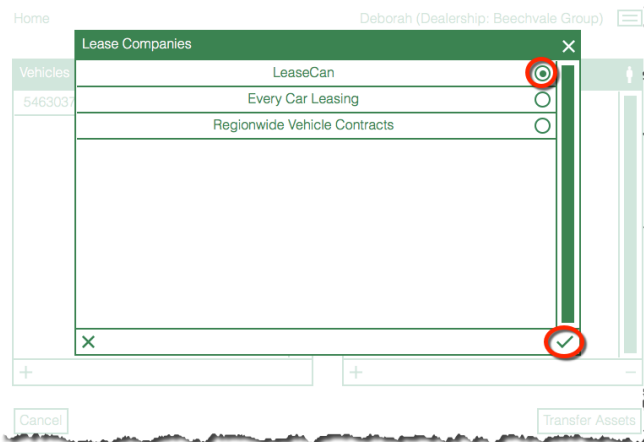 Home
Deborah (Dealership: Beechvale Group)
Lease Companies
Vehicles
LeaseCan
5463037
Every Car Leasing
Regionwide Vehicle Contracts
Cancel
Transfer Assets